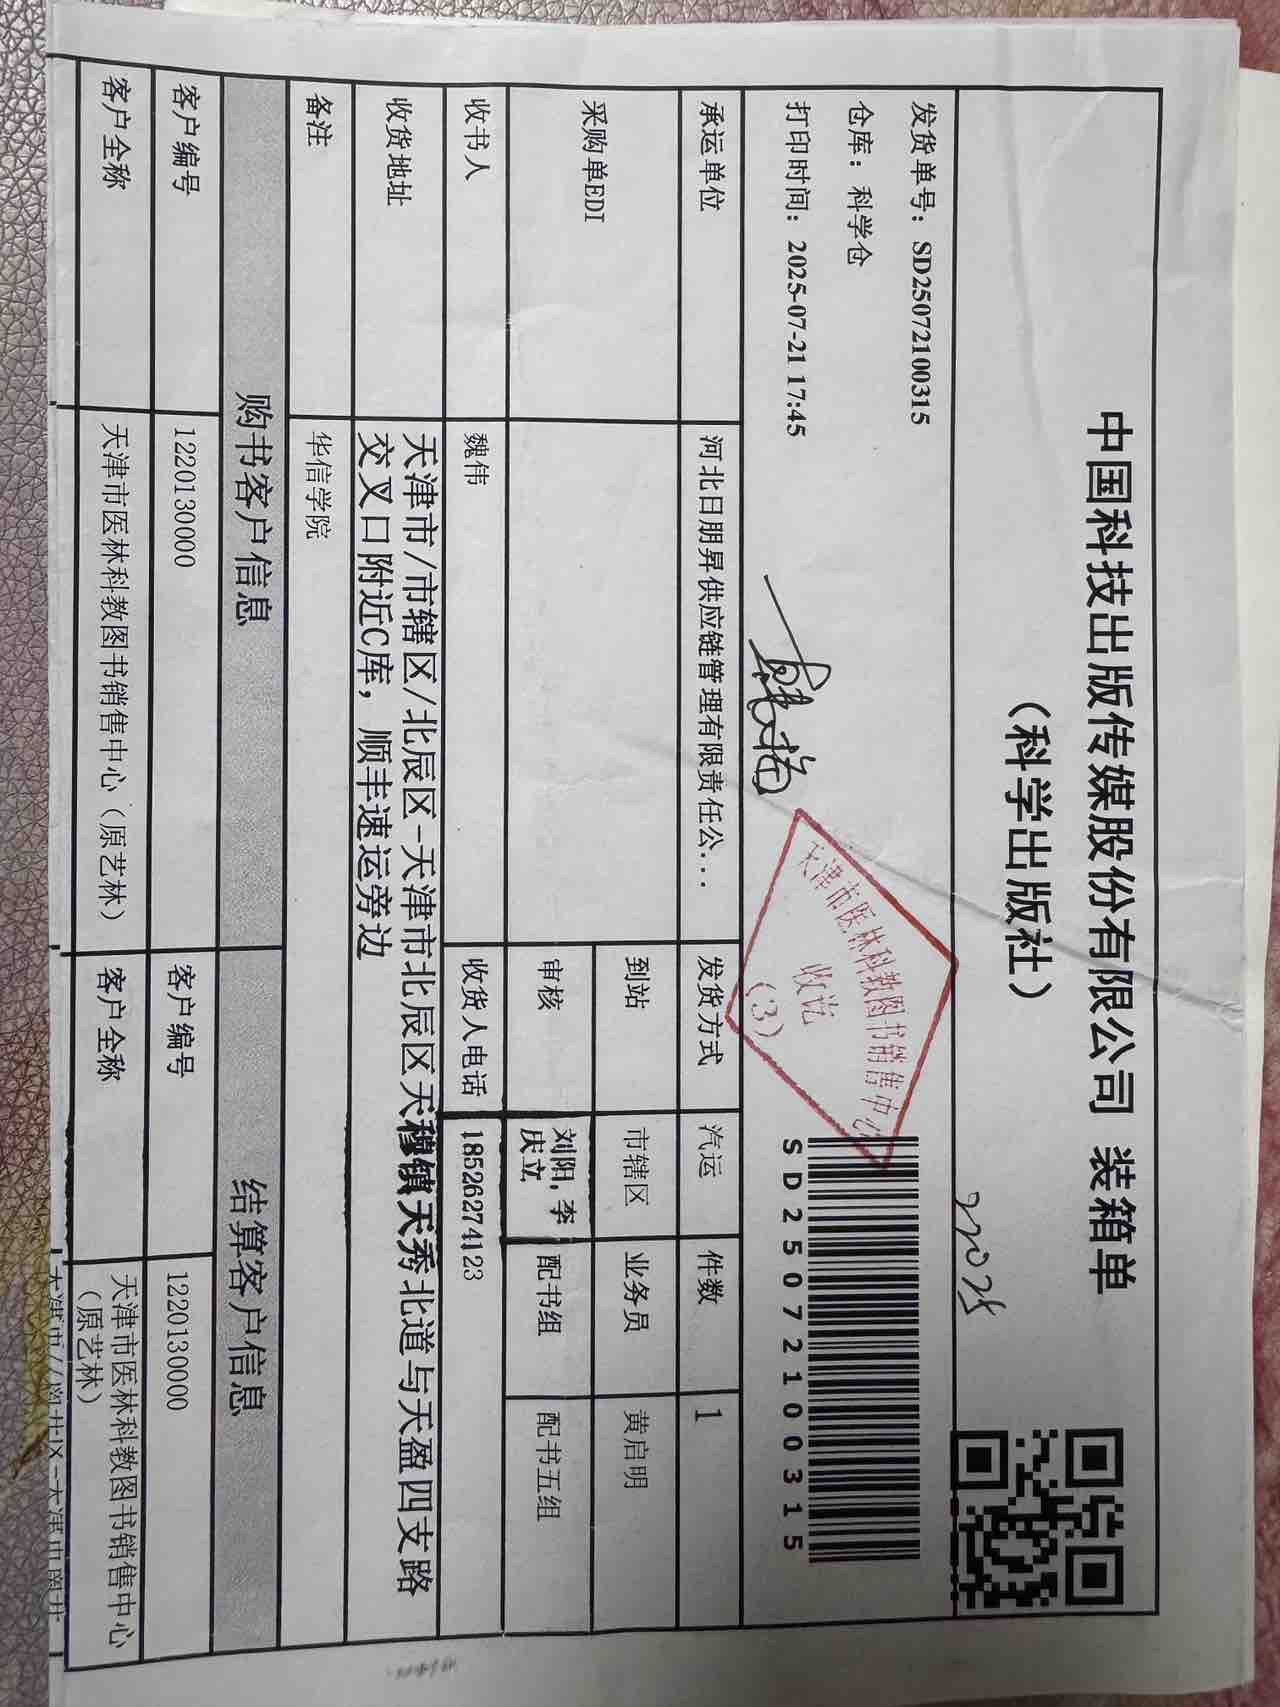 中国科技出版传媒股份有限公司 装箱单
（科学出版社）
发货单号：SD25072100315
仓库：科学仓
打印时间：2025-07-21 17:45
天津市医林科教图书销售中心
收讫
（3）
SD25072100315
承运单位 河北日朋昇供应链管理有限责任公... 发货方式 汽运 件数 1
采购单EDI 到站 市辖区 业务员 黄启明
审核 刘阳,李庆立 配书组 配书五组
收书人 魏伟 收货人电话 18526274123
收货地址 天津市/市辖区/北辰区-天津市北辰区天穆镇天秀北道与天盈四支路
交叉口附近C库，顺丰速运旁边
备注 华信学院
购书客户信息 结算客户信息
客户编号 1220130000 客户编号 1220130000
客户全称 天津市医林科教图书销售中心（原艺林） 客户全称 天津市医林科教图书销售中心
（原艺林）